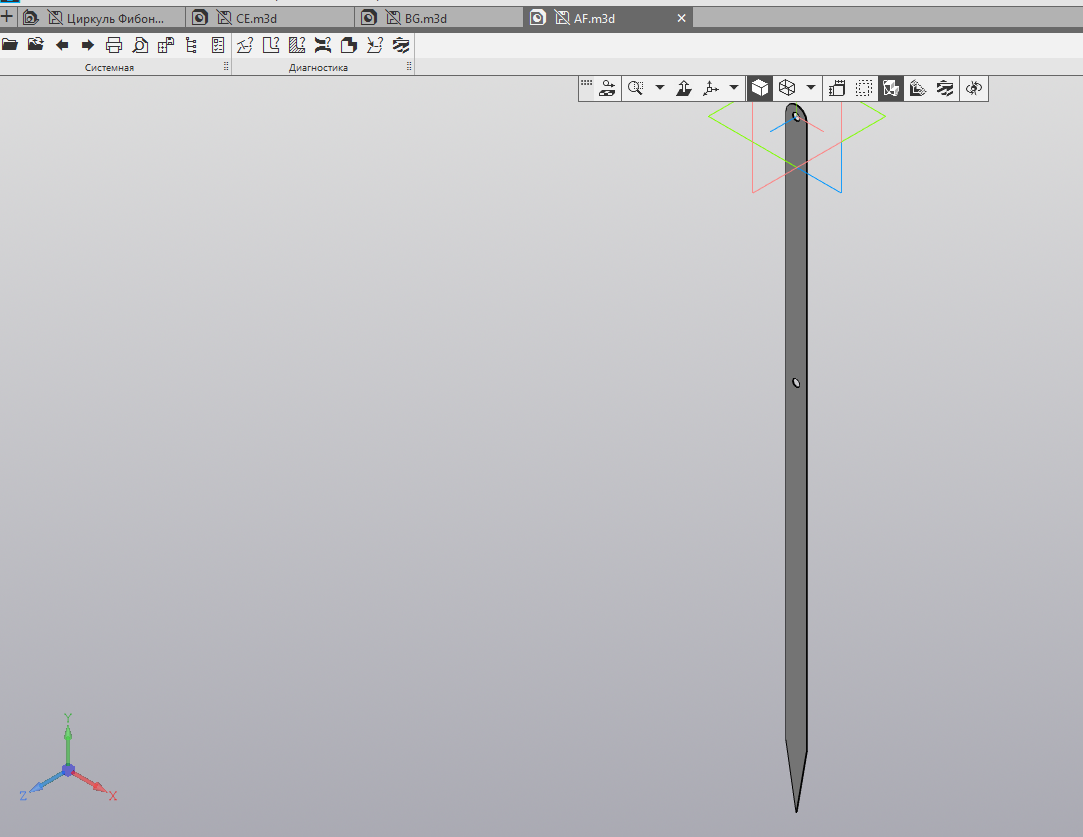 Циркуль Фибон...
CE.m3d
BG.m3d
AF.m3d
Системная
Диагностика
Y
Z
X